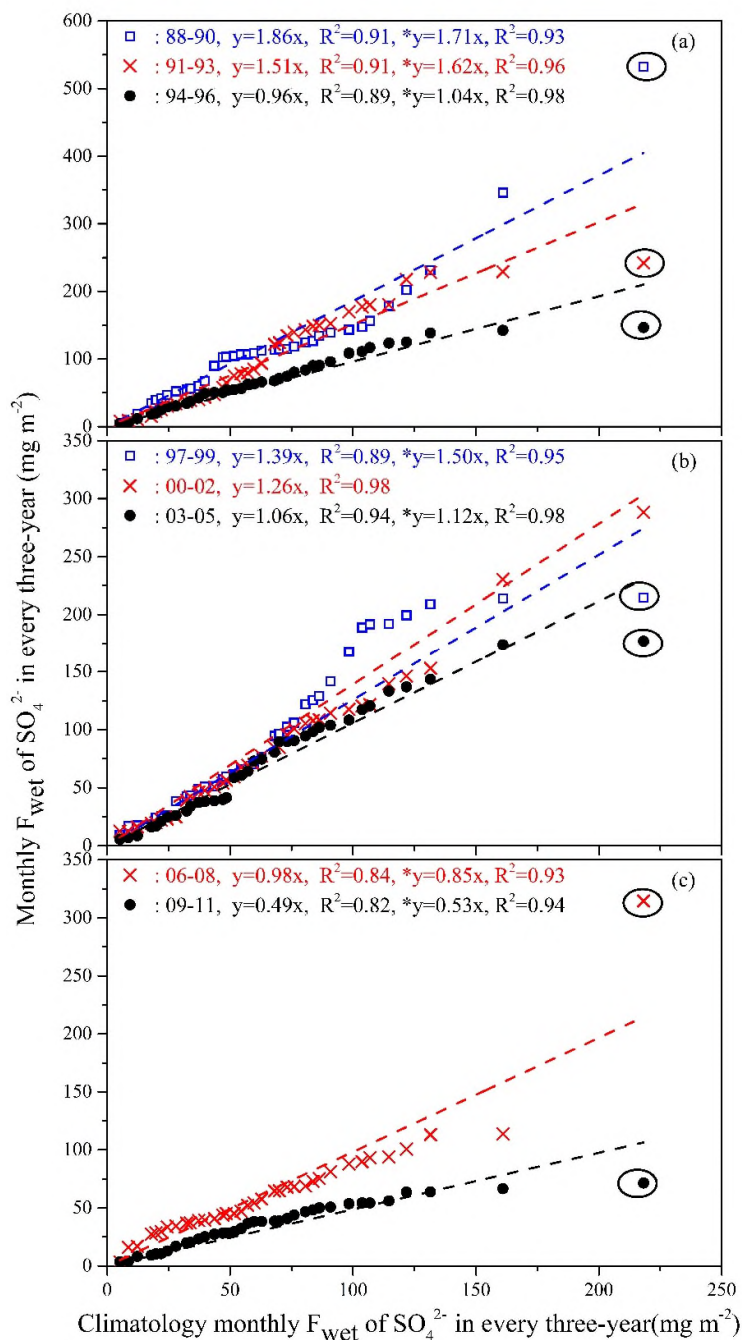 600
500
400
300
200
100
0
: 88-90, y=1.86x, R²=0.91, *y=1.71x, R²=0.93
: 91-93, y=1.51x, R²=0.91, *y=1.62x, R²=0.96
: 94-96, y=0.96x, R²=0.89, *y=1.04x, R²=0.98
(a)
350
300
250
200
150
100
50
0
: 97-99, y=1.39x, R²=0.89, *y=1.50x, R²=0.95
: 00-02, y=1.26x, R²=0.98
: 03-05, y=1.06x, R²=0.94, *y=1.12x, R²=0.98
(b)
350
300
250
200
150
100
50
0
: 06-08, y=0.98x, R²=0.84, *y=0.85x, R²=0.93
: 09-11, y=0.49x, R²=0.82, *y=0.53x, R²=0.94
(c)
0 50 100 150 200 250
Monthly F_wet of SO₄²⁻ in every three-year (mg m⁻²)
Climatology monthly F_wet of SO₄²⁻ in every three-year(mg m⁻²)